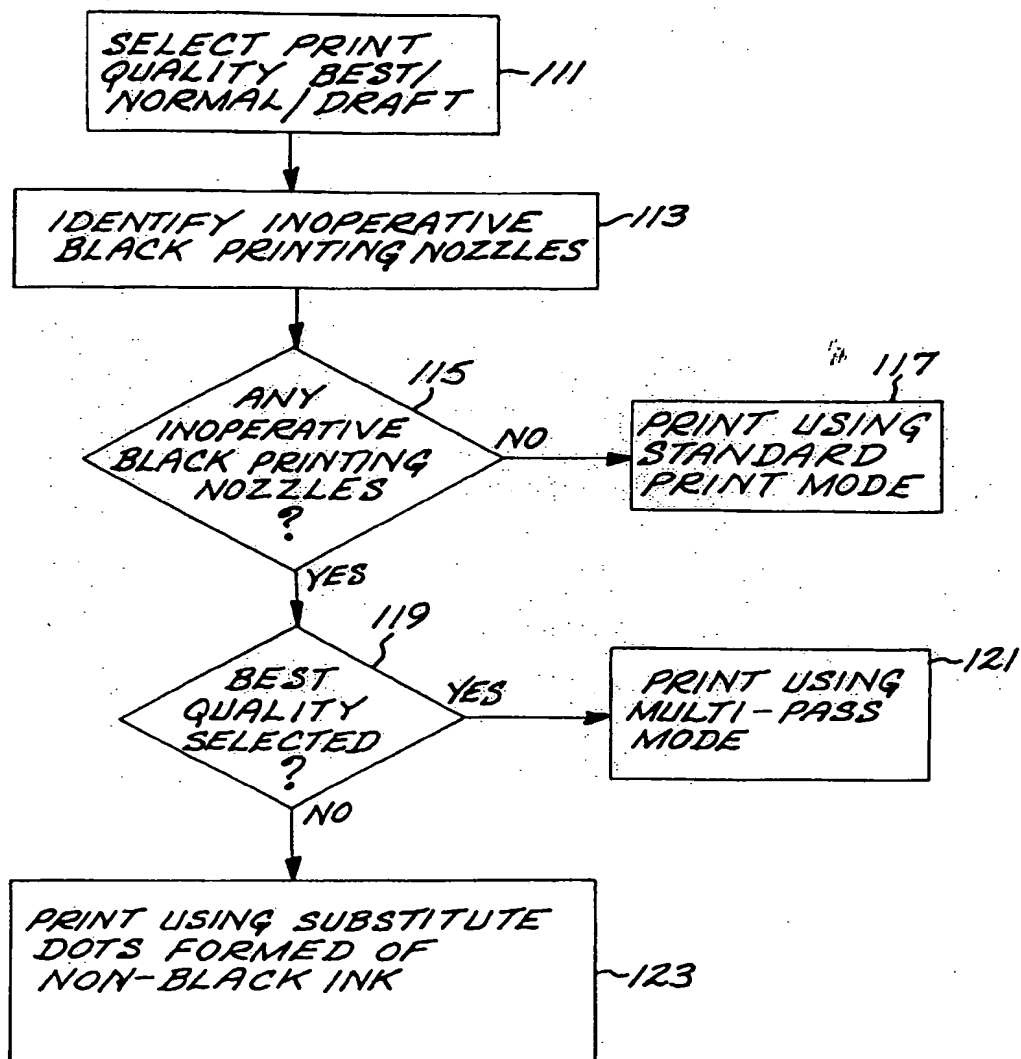 SELECT PRINT
QUALITY BEST/
NORMAL/DRAFT
111
IDENTIFY INOPERATIVE
BLACK PRINTING NOZZLES
113
ANY
INOPERATIVE
BLACK PRINTING
NOZZLES
?
115
NO
117
PRINT USING
STANDARD
PRINT MODE
YES
119
BEST
QUALITY
SELECTED
?
YES
121
PRINT USING
MULTI-PASS
MODE
NO
PRINT USING SUBSTITUTE
DOTS FORMED OF
NON-BLACK INK
123